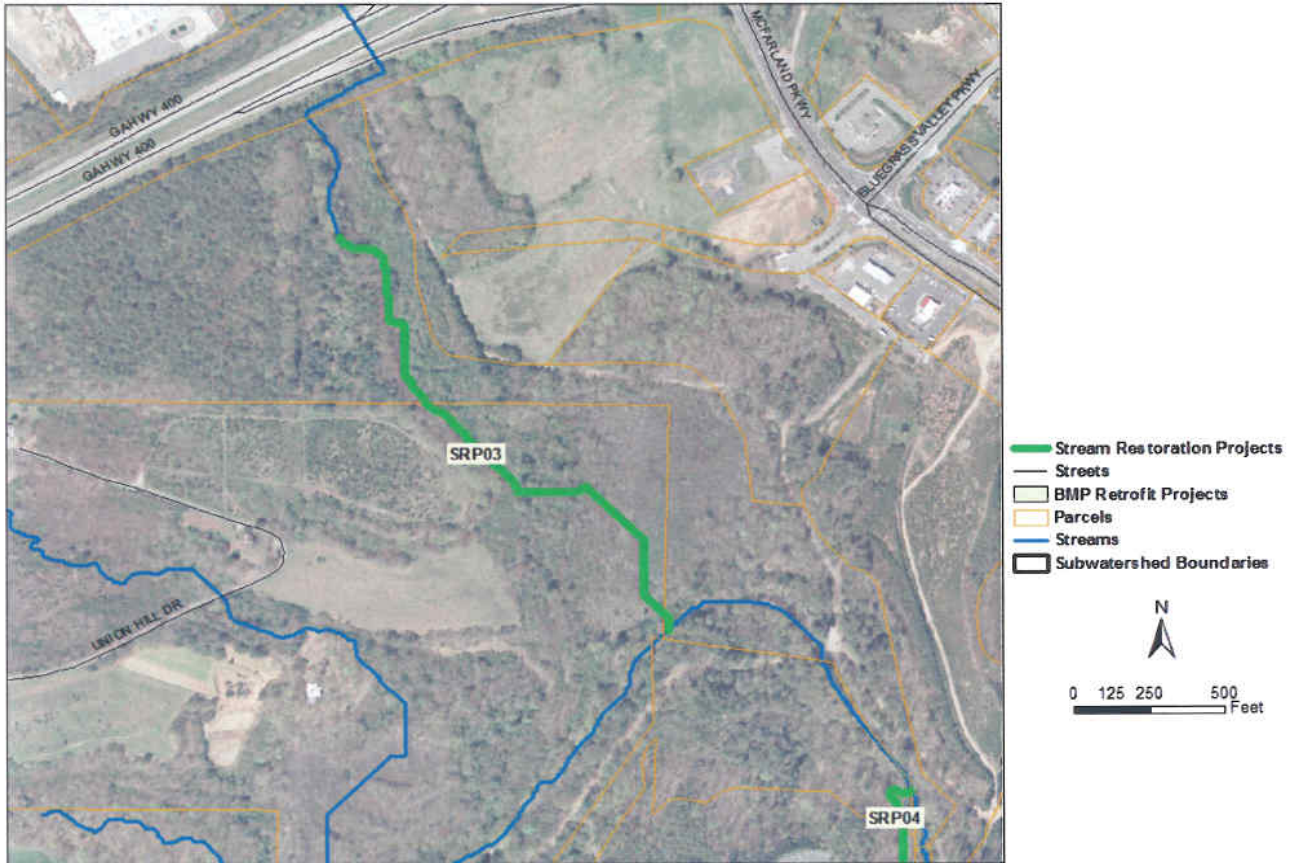 MCFARLAND PKWY
GAHWY 400
GAHWY 400
BLUEGRASS VALLEY PKWY
SRP03
UNION HILL DR
SRP04
Stream Restoration Projects
Streets
BMP Retrofit Projects
Parcels
Streams
Subwatershed Boundaries
N
0 125 250 500
Feet